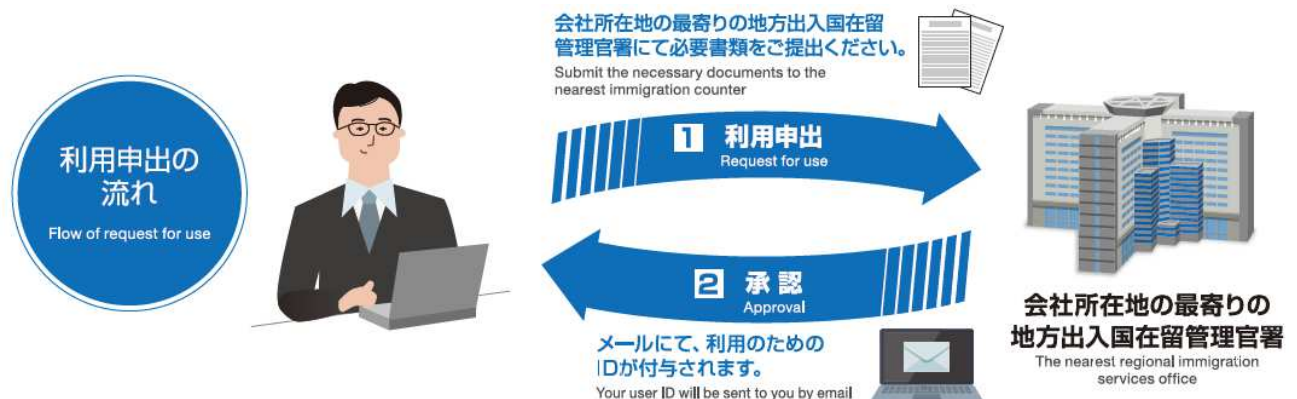 利用申出の
流れ
Flow of request for use
会社所在地の最寄りの地方出入国在留
管理官署にて必要書類をご提出ください。
Submit the necessary documents to the
nearest immigration counter
1 利用申出
Request for use
2 承認
Approval
メールにて、利用のための
IDが付与されます。
Your user ID will be sent to you by email
会社所在地の最寄りの
地方出入国在留管理官署
The nearest regional immigration
services office